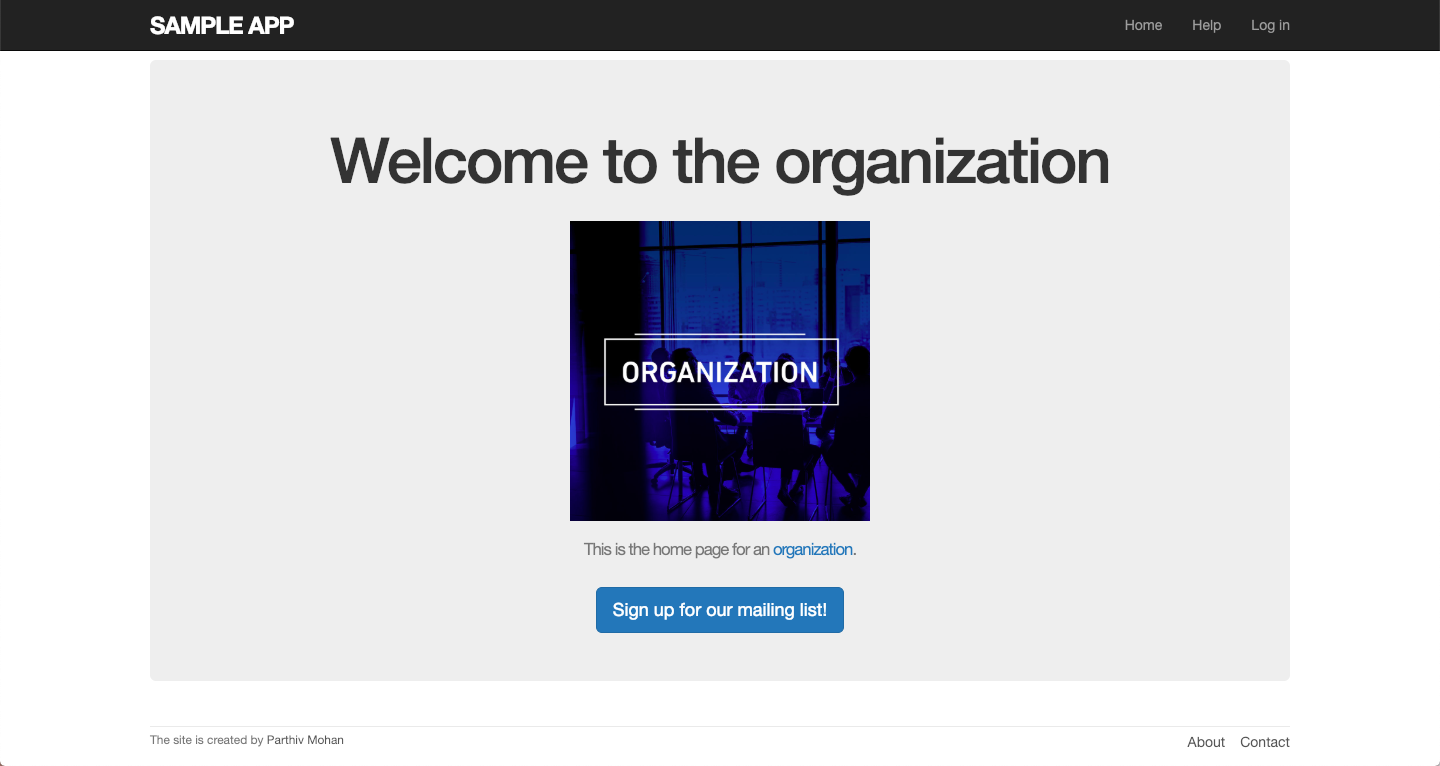 SAMPLE APP
Home Help Log in
Welcome to the organization
ORGANIZATION
This is the home page for an organization.
Sign up for our mailing list!
The site is created by Parthiv Mohan
About Contact